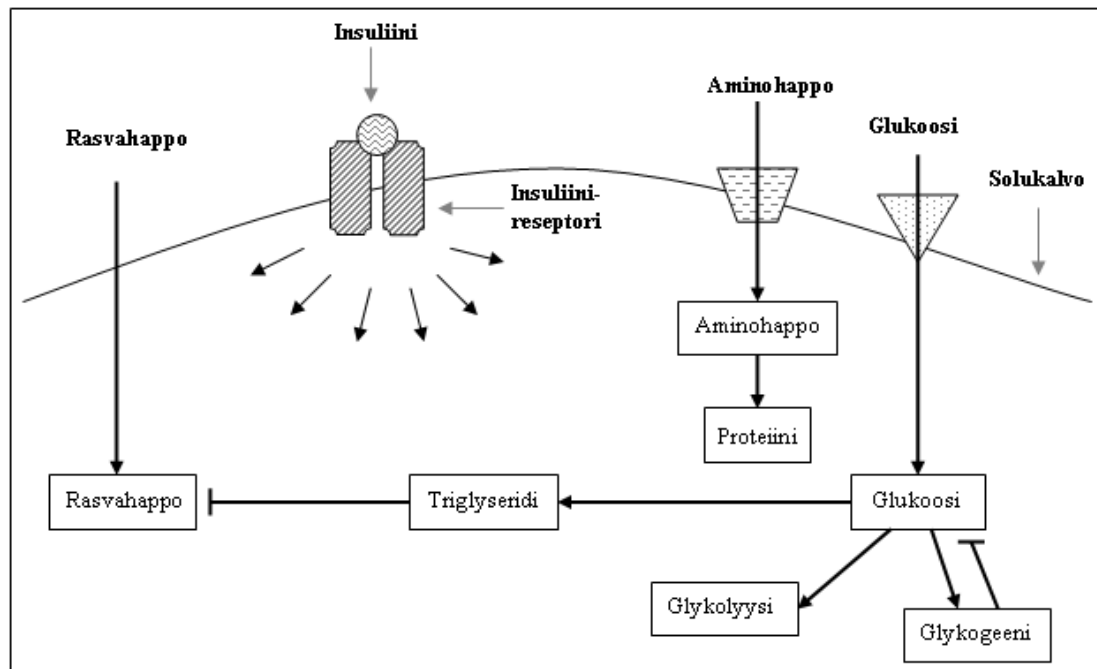 Insuliini
Aminohappo
Glukoosi
Rasvahappo
Solukalvo
Insuliini-
reseptori
Aminohappo
Proteiini
Rasvahappo
Triglyseridi
Glukoosi
Glykolyysi
Glykogeeni